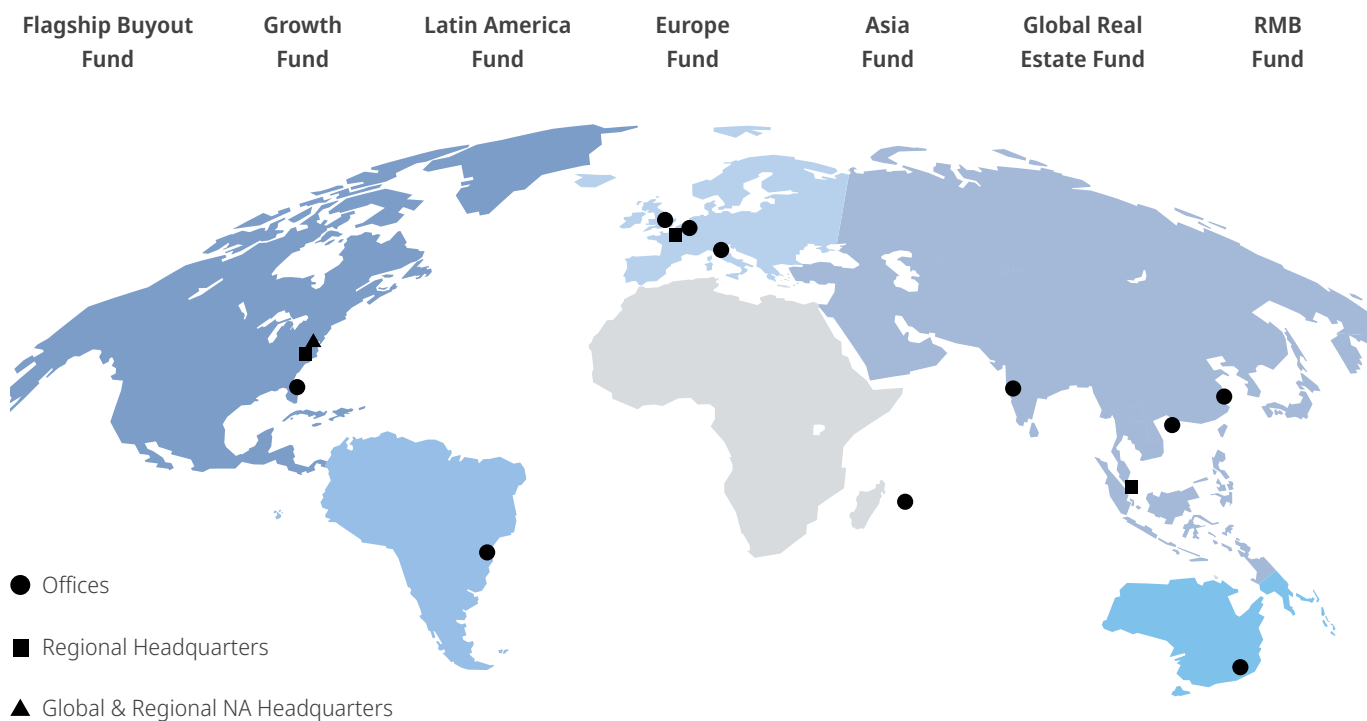 Flagship Buyout
Fund
Growth
Fund
Latin America
Fund
Europe
Fund
Asia
Fund
Global Real
Estate Fund
RMB
Fund
Offices
Regional Headquarters
Global & Regional NA Headquarters